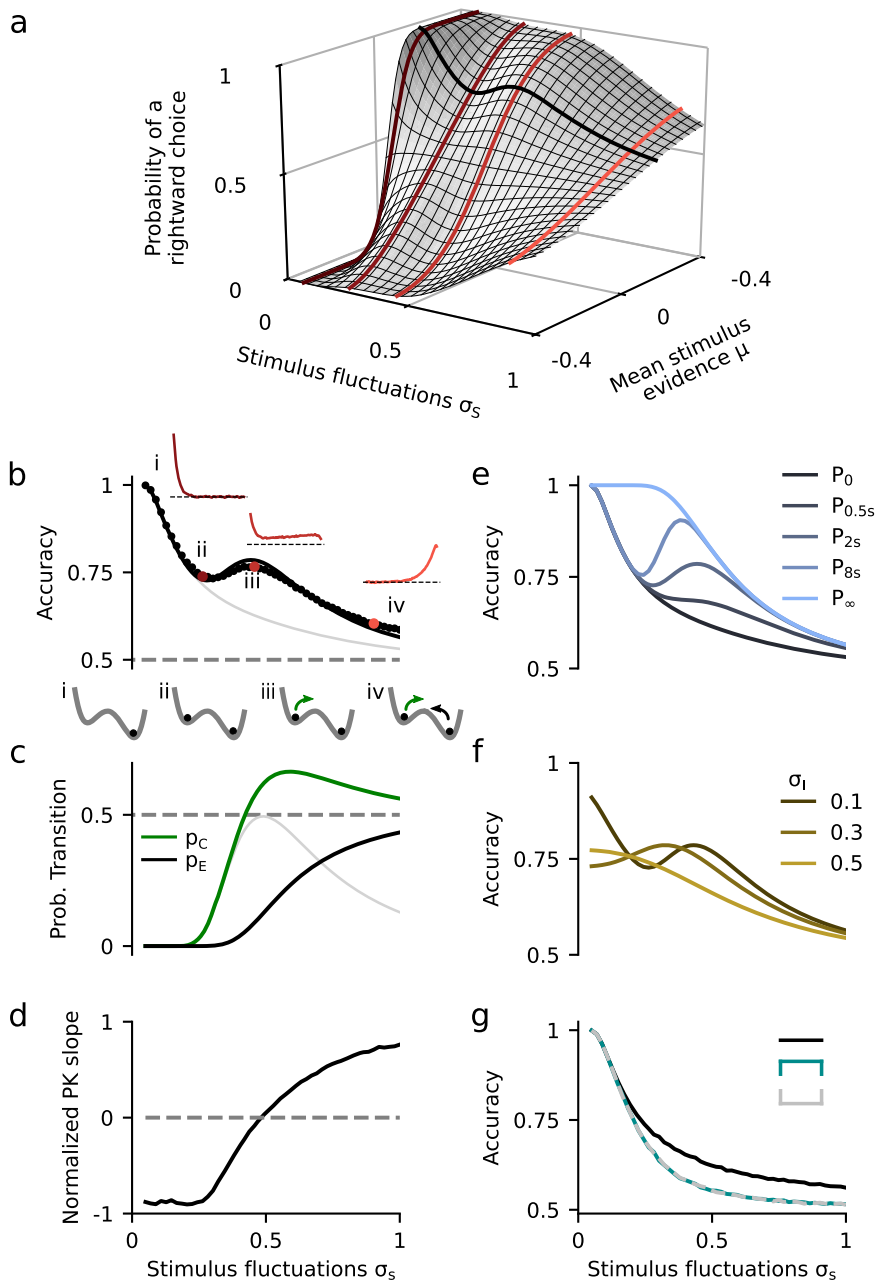 a
Probability of a
rightward choice
1
0.5
0
0
0.5
1
Stimulus fluctuations σS
-0.4
0
-0.4
Mean stimulus
evidence μ
b
Accuracy
1
0.75
0.5
i
ii
iii
iv
i
ii
iii
iv
c
Prob. Transition
0.5
0
pC
pE
d
Normalized PK slope
1
0
-1
0
0.5
1
Stimulus fluctuations σs
e
Accuracy
1
0.75
0.5
P0
P0.5s
P2s
P8s
P∞
f
Accuracy
1
0.75
0.5
σI
0.1
0.3
0.5
g
Accuracy
1
0.75
0.5
0
0.5
1
Stimulus fluctuations σs